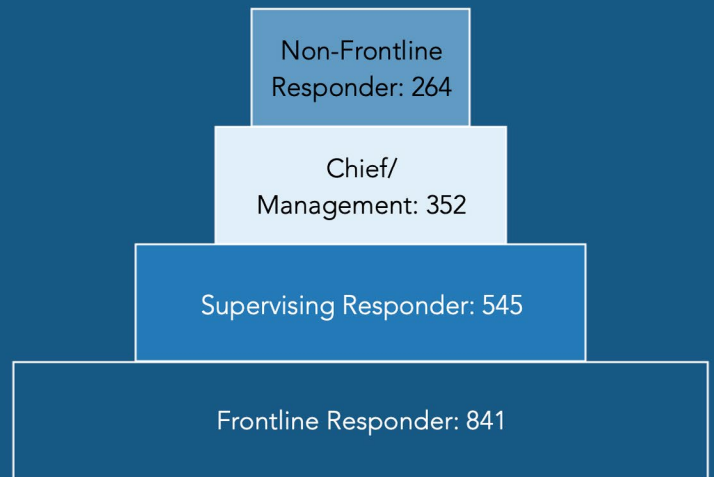 Non-Frontline
Responder: 264
Chief/
Management: 352
Supervising Responder: 545
Frontline Responder: 841